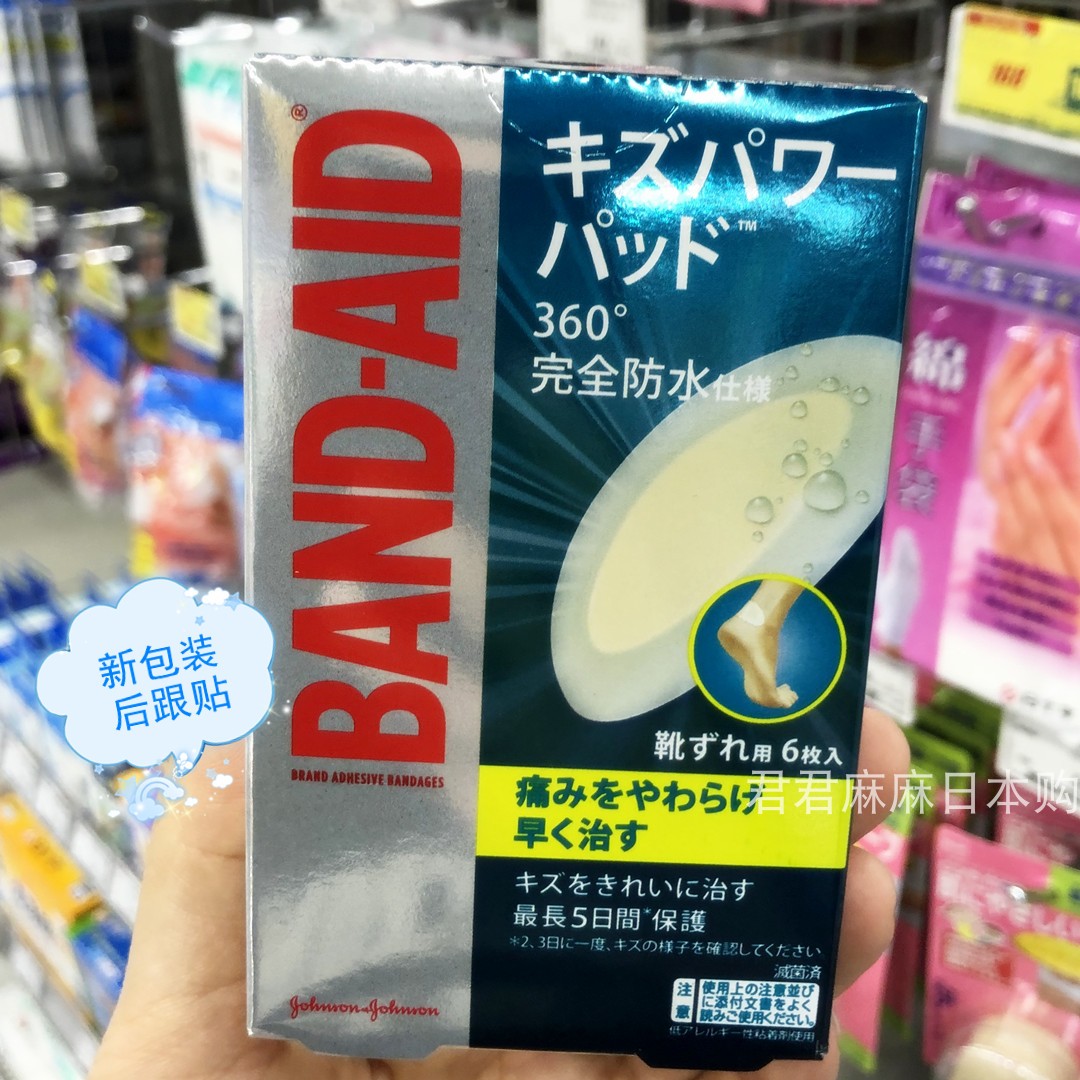 BAND-AID®
BRAND ADHESIVE BANDAGES
Johnson & Johnson
キズパワー
パッド™
360°
完全防水仕様
靴ずれ用 6枚入
痛みをやわらげ
早く治す
キズをきれいに治す
最長5日間*保護
*2、3日に一度、キズの様子を確認してください
滅菌済
注意
使用上の注意並び
に添付文書をよく
読みご使用ください。
低アレルギー性粘着剤使用
新包装
后跟贴
君君麻麻日本购
綿
手袋